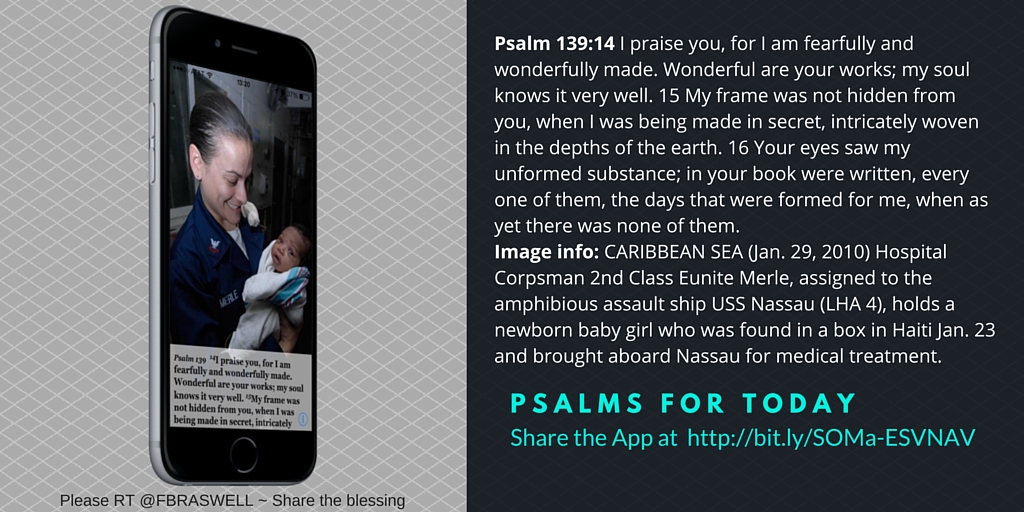 13:20
MERLE
Psalm 139 14I praise you, for I am
fearfully and wonderfully made.
Wonderful are your works; my soul
knows it very well. 15My frame was
not hidden from you, when I was
being made in secret, intricately
Please RT @FBRASWELL ~ Share the blessing
Psalm 139:14 I praise you, for I am fearfully and
wonderfully made. Wonderful are your works; my soul
knows it very well. 15 My frame was not hidden from
you, when I was being made in secret, intricately woven
in the depths of the earth. 16 Your eyes saw my
unformed substance; in your book were written, every
one of them, the days that were formed for me, when as
yet there was none of them.
Image info: CARIBBEAN SEA (Jan. 29, 2010) Hospital
Corpsman 2nd Class Eunite Merle, assigned to the
amphibious assault ship USS Nassau (LHA 4), holds a
newborn baby girl who was found in a box in Haiti Jan. 23
and brought aboard Nassau for medical treatment.
PSALMS FOR TODAY
Share the App at http://bit.ly/SOMa-ESVNAV